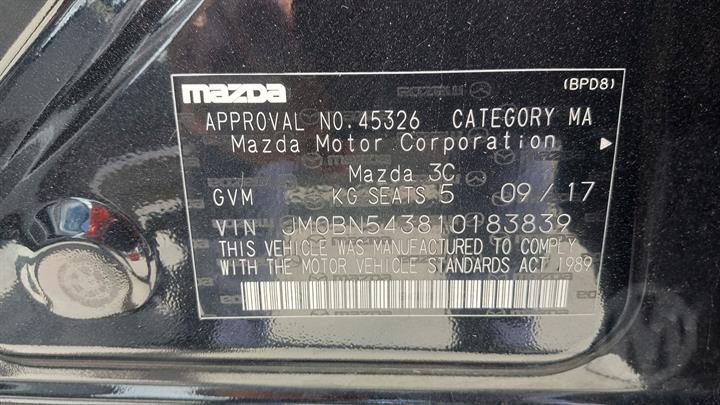 mazda
(BPD8)
APPROVAL NO.45326 CATEGORY MA
Mazda Motor Corporation
Mazda 3C
GVM KG SEATS 5 09/17
VIN JM0BN543810183839
THIS VEHICLE WAS MANUFACTURED TO COMPLY
WITH THE MOTOR VEHICLE STANDARDS ACT 1989